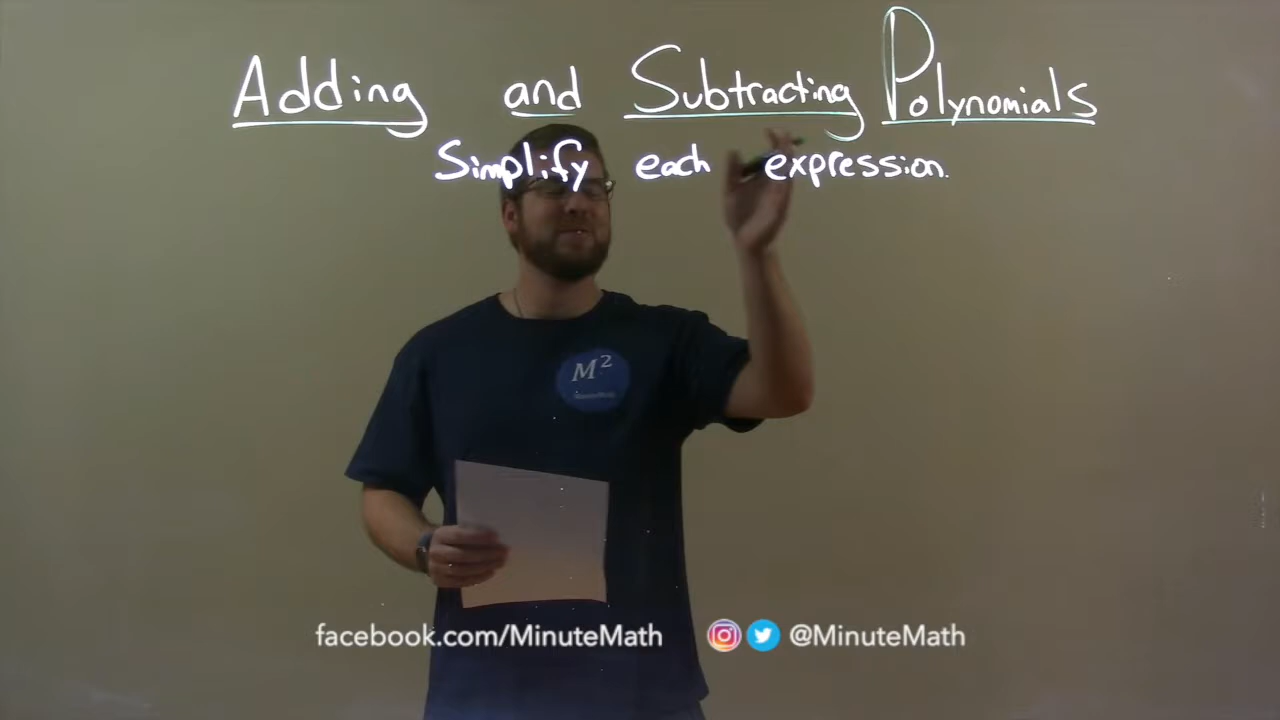 Adding and Subtracting Polynomials
Simplify each expression.
M²
facebook.com/MinuteMath @MinuteMath